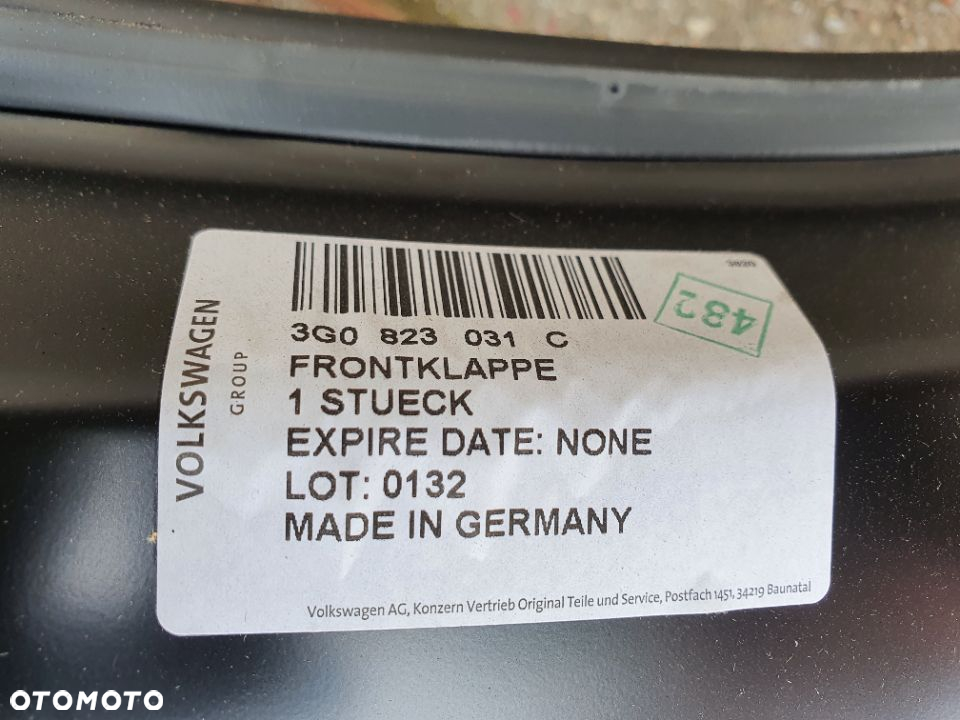 3820
482
3G0 823 031 C
FRONTKLAPPE
1 STUECK
EXPIRE DATE: NONE
LOT: 0132
MADE IN GERMANY
VOLKSWAGEN
GROUP
Volkswagen AG, Konzern Vertrieb Original Teile und Service, Postfach 1451, 34219 Baunatal
OTOMOTO